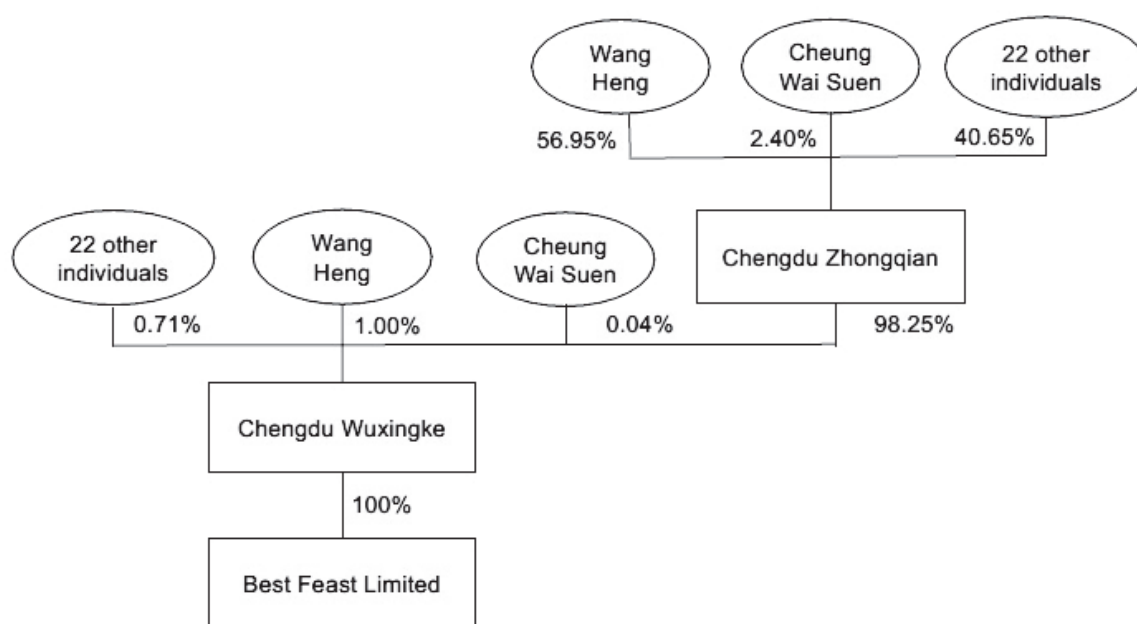 Wang
Heng
Cheung
Wai Suen
22 other
individuals
56.95%
2.40%
40.65%
22 other
individuals
Wang
Heng
Cheung
Wai Suen
Chengdu Zhongqian
0.71%
1.00%
0.04%
98.25%
Chengdu Wuxingke
100%
Best Feast Limited